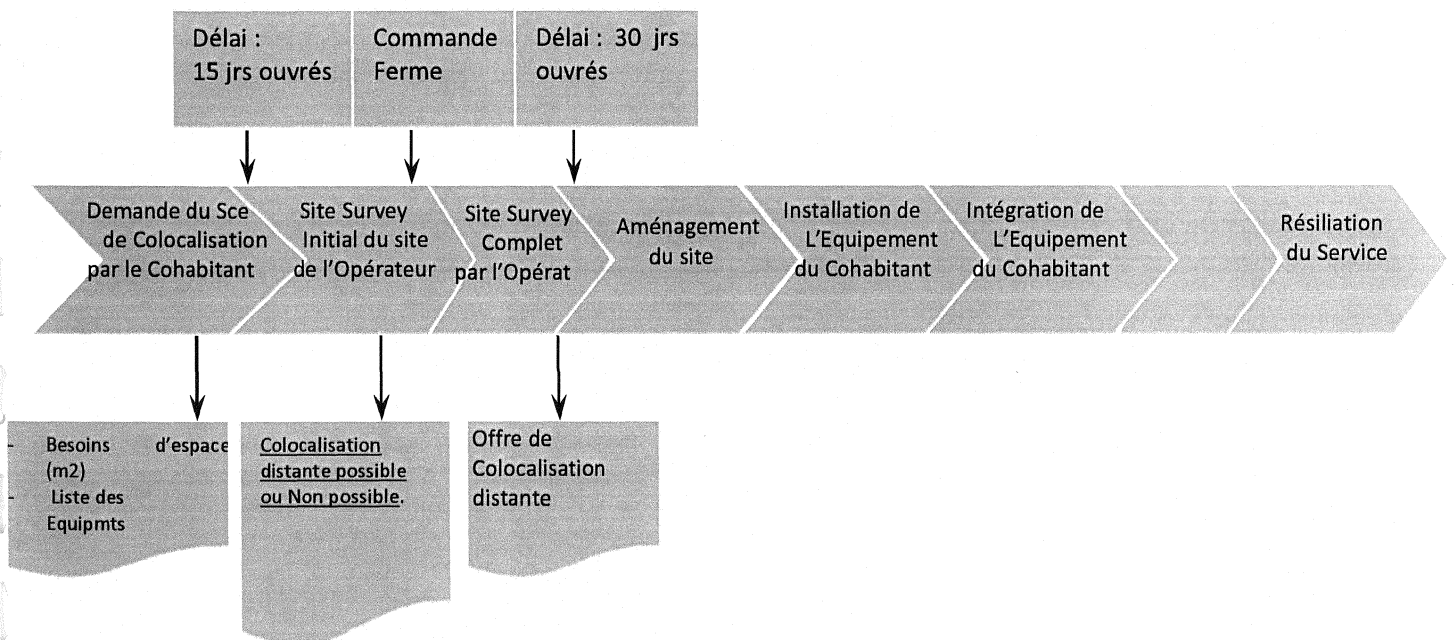 Délai :
15 jrs ouvrés
Commande
Ferme
Délai : 30 jrs
ouvrés
Demande du Sce
de Colocalisation
par le Cohabitant
Site Survey
Initial du site
de l'Opérateur
Site Survey
Complet
par l'Opérat
Aménagement
du site
Installation de
L'Equipement
du Cohabitant
Intégration de
L'Equipement
du Cohabitant
Résiliation
du Service
- Besoins d'espace
(m2)
- Liste des
Equipmts
Colocalisation
distante possible
ou Non possible.
Offre de
Colocalisation
distante